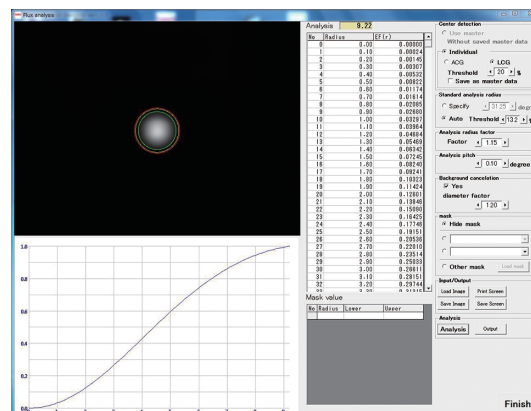 Flux analysis
Analysis 9.22
No Radius EF(r)
0 0.00 0.00000
1 0.10 0.00024
2 0.20 0.00145
3 0.30 0.00307
4 0.40 0.00532
5 0.50 0.00822
6 0.60 0.01174
7 0.70 0.01614
8 0.80 0.02085
9 0.90 0.02680
10 1.00 0.03297
11 1.10 0.03964
12 1.20 0.04684
13 1.30 0.05469
14 1.40 0.06342
15 1.50 0.07245
16 1.60 0.08240
17 1.70 0.09241
18 1.80 0.10323
19 1.90 0.11424
20 2.00 0.12601
21 2.10 0.13846
22 2.20 0.15090
23 2.30 0.16425
24 2.40 0.17746
25 2.50 0.19151
26 2.60 0.20536
27 2.70 0.22010
28 2.80 0.23514
29 2.90 0.25033
30 3.00 0.26611
31 3.10 0.28151
32 3.20 0.29744
Mask value
No Radius Lower Upper
Center detection
Use master
Without saved master data
Individual
ACG LCG
Threshold 20 %
Save as master data
Standard analysis radius
Specify 31.25 degre
Auto Threshold 13.2
Analysis radius factor
Factor 1.15
Analysis pitch
0.10 degree
Background cancelation
Yes
diameter factor
1.20
mask
Hide mask
Other mask Load mask
Input/Output
Load Image Print Screen
Save Image Save Screen
Analysis
Analysis Output
Finish
1.0
0.8
0.6
0.4
0.2
0.0